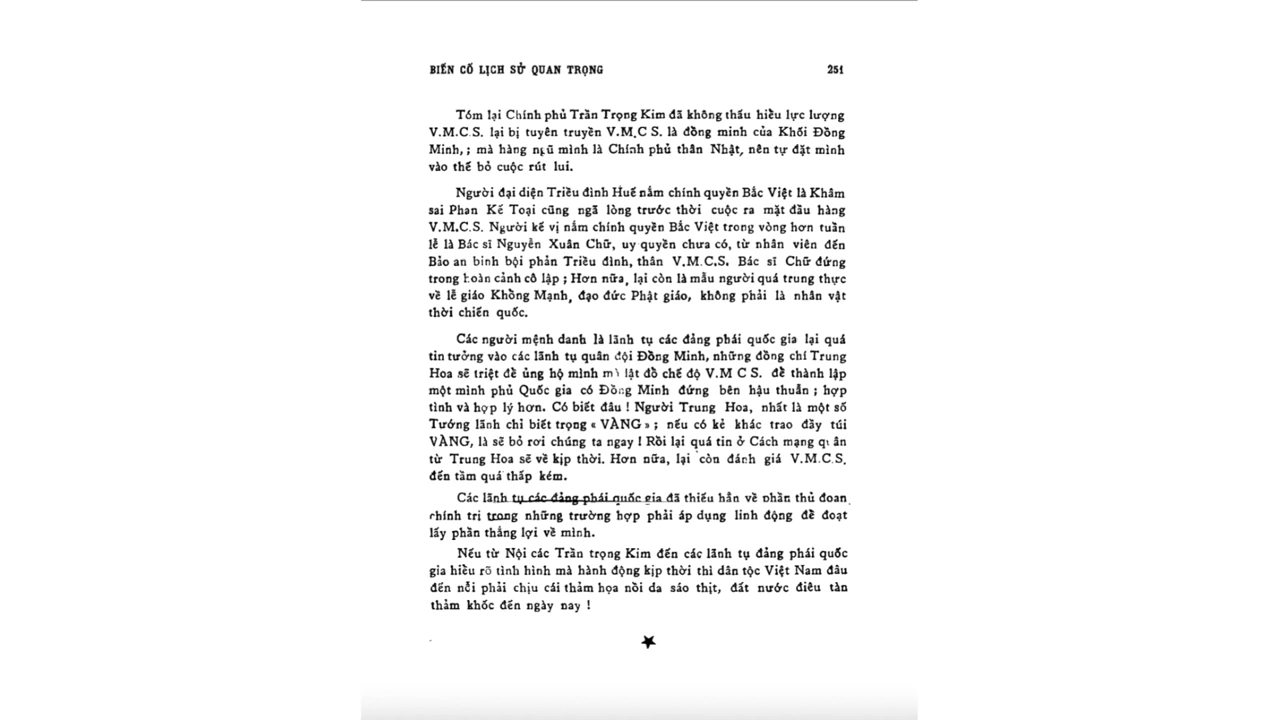 BIẾN CỐ LỊCH SỬ QUAN TRỌNG 251
Tóm lại Chính phủ Trần Trọng Kim đã không thấu hiểu lực lượng
V.M.C.S. lại bị tuyên truyền V.M.C S. là đồng minh của Khối Đồng
Minh, ; mà hàng ngũ mình là Chính phủ thân Nhật, nên tự đặt mình
vào thế bỏ cuộc rút lui.
Người đại diện Triều đình Huế nắm chính quyền Bắc Việt là Khâm
sai Phan Kế Toại cũng ngã lòng trước thời cuộc ra mặt đầu hàng
V.M.C.S. Người kế vị nắm chính quyền Bắc Việt trong vòng hơn tuần
lễ là Bác sĩ Nguyễn Xuân Chữ, uy quyền chưa có, từ nhân viên đến
Bảo an binh bội phản Triều đình, thân V.M.C.S. Bác sĩ Chữ đứng
trong hoàn cảnh cô lập ; Hơn nữa, lại còn là mẫu người quá trung thực
về lễ giáo Khổng Mạnh, đạo đức Phật giáo, không phải là nhân vật
thời chiến quốc.
Các người mệnh danh là lãnh tụ các đảng phái quốc gia lại quá
tin tưởng vào các lãnh tụ quân đội Đồng Minh, những đồng chí Trung
Hoa sẽ triệt để ủng hộ mình mà lật đổ chế độ V.M C S. để thành lập
một mình phủ Quốc gia có Đồng Minh đứng bên hậu thuẫn ; hợp
tình và hợp lý hơn. Có biết đâu ! Người Trung Hoa, nhất là một số
Tướng lãnh chỉ biết trọng « VÀNG » ; nếu có kẻ khác trao đầy túi
VÀNG, là sẽ bỏ rơi chúng ta ngay ! Rồi lại quá tin ở Cách mạng quân
từ Trung Hoa sẽ về kịp thời. Hơn nữa, lại còn đánh giá V.M.C.S.
đến tầm quá thấp kém.
Các lãnh tụ các đảng phái quốc gia đã thiếu hẳn về phần thủ đoạn
chính trị trong những trường hợp phải áp dụng linh động để đoạt
lấy phần thắng lợi về mình.
Nếu từ Nội các Trần trọng Kim đến các lãnh tụ đảng phái quốc
gia hiểu rõ tình hình mà hành động kịp thời thì dân tộc Việt Nam đâu
đến nỗi phải chịu cái thảm họa nồi da sáo thịt, đất nước điêu tàn
thảm khốc đến ngày nay !